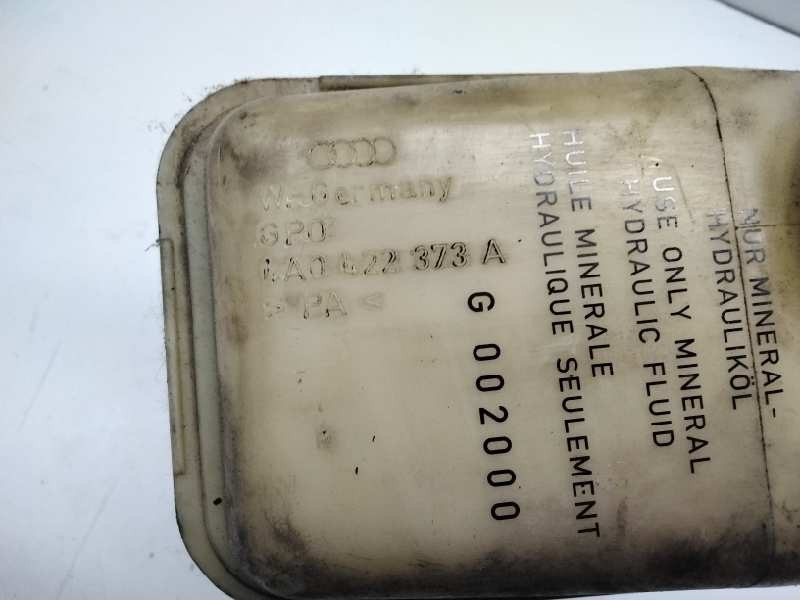 W.-Germany
GPO
4A0 422 373 A
>PA<
G 002000
HUILE MINERALE
HYDRAULIQUE SEULEMENT
USE ONLY MINERAL
HYDRAULIC FLUID
NUR MINERAL-
HYDRAULIKÖL